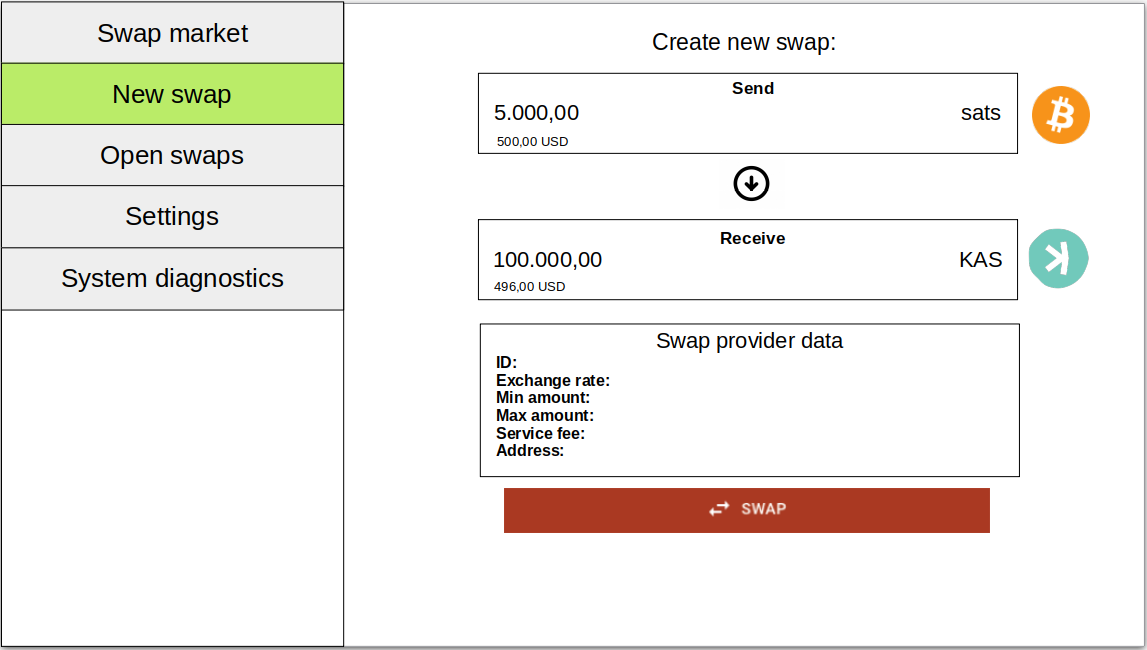 Swap market
New swap
Open swaps
Settings
System diagnostics
Create new swap:
Send
5.000,00 sats
500,00 USD
Receive
100.000,00 KAS
496,00 USD
Swap provider data
ID:
Exchange rate:
Min amount:
Max amount:
Service fee:
Address:
SWAP